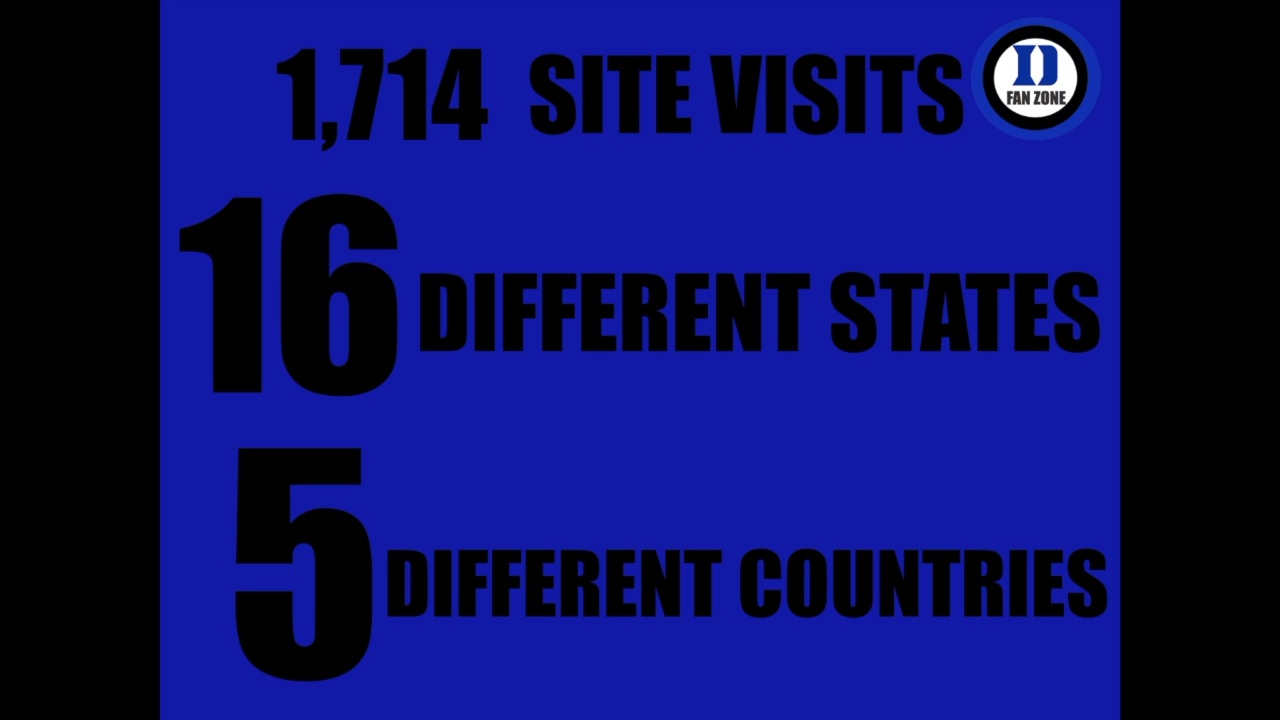 1,714 SITE VISITS
D
FAN ZONE
16 DIFFERENT STATES
5 DIFFERENT COUNTRIES